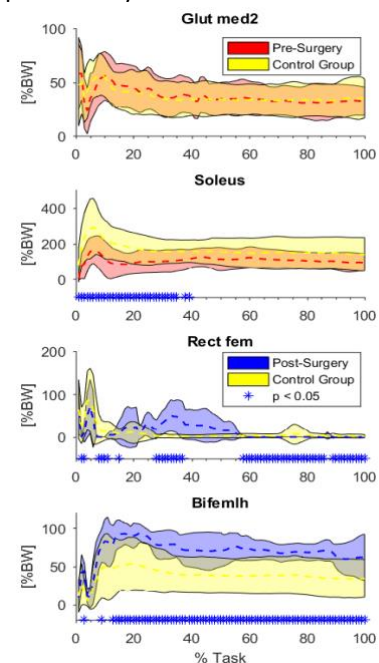 Glut med2
100
50
0
[%BW]
Pre-Surgery
Control Group
0 20 40 60 80 100
Soleus
400
200
0
[%BW]
0 20 40 60 80 100
Rect fem
200
100
0
[%BW]
Post-Surgery
Control Group
p < 0.05
0 20 40 60 80 100
Bifemlh
100
50
0
[%BW]
0 20 40 60 80 100
% Task